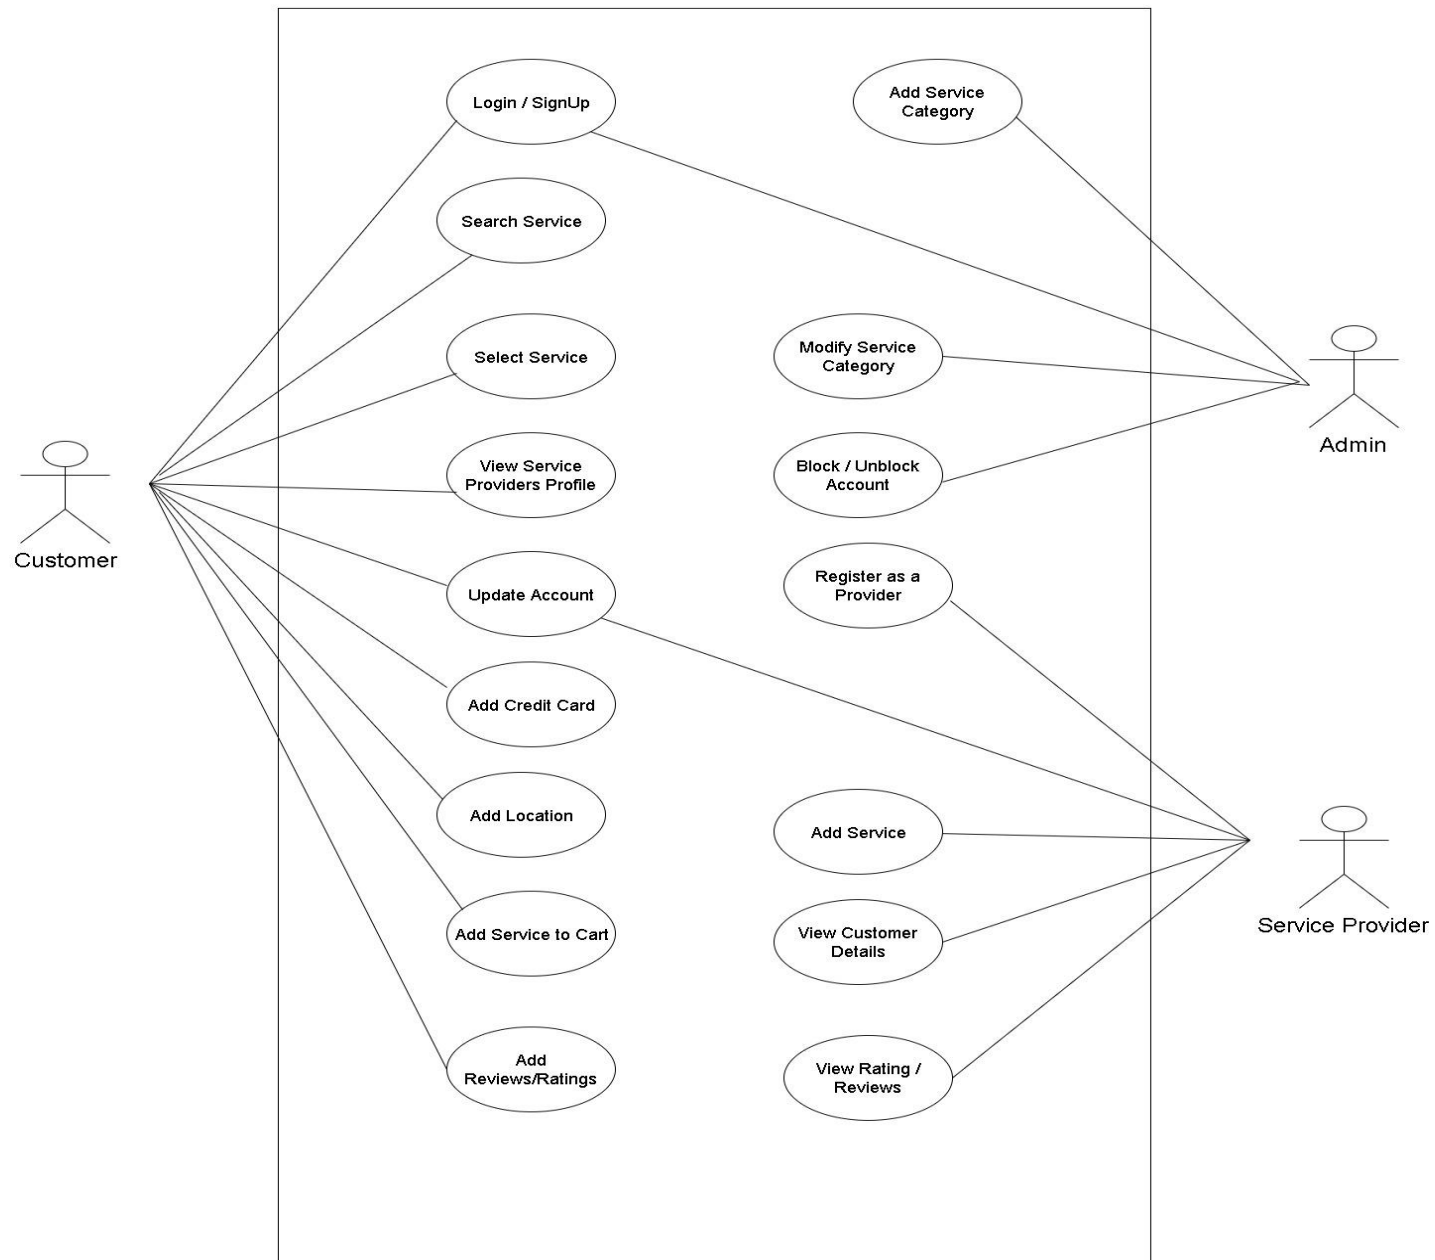 Login / SignUp
Add Service
Category
Search Service
Select Service
Modify Service
Category
Admin
View Service
Providers Profile
Block / Unblock
Account
Customer
Update Account
Register as a
Provider
Add Credit Card
Add Location
Add Service
Service Provider
Add Service to Cart
View Customer
Details
Add
Reviews/Ratings
View Rating /
Reviews